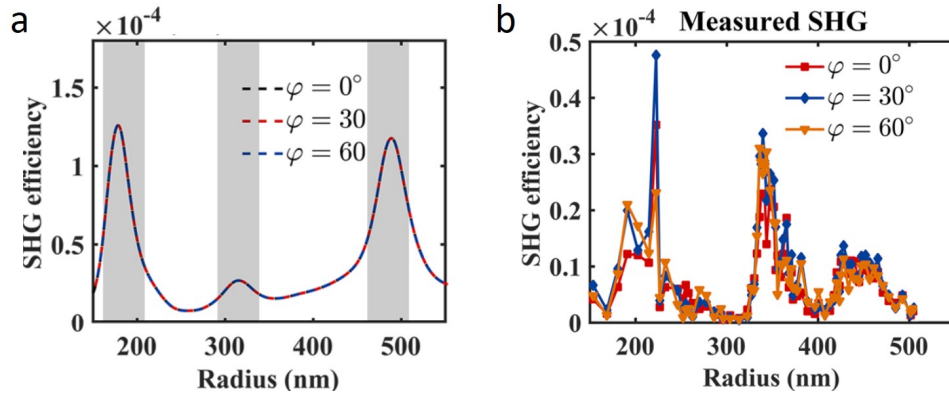 a
×10⁻⁴
SHG efficiency
1.5
1
0.5
0
φ = 0°
φ = 30
φ = 60
200
300
400
500
Radius (nm)
b
×10⁻⁴
Measured SHG
SHG efficiency
0.5
0.4
0.3
0.2
0.1
0
φ = 0°
φ = 30°
φ = 60°
200
300
400
500
Radius (nm)